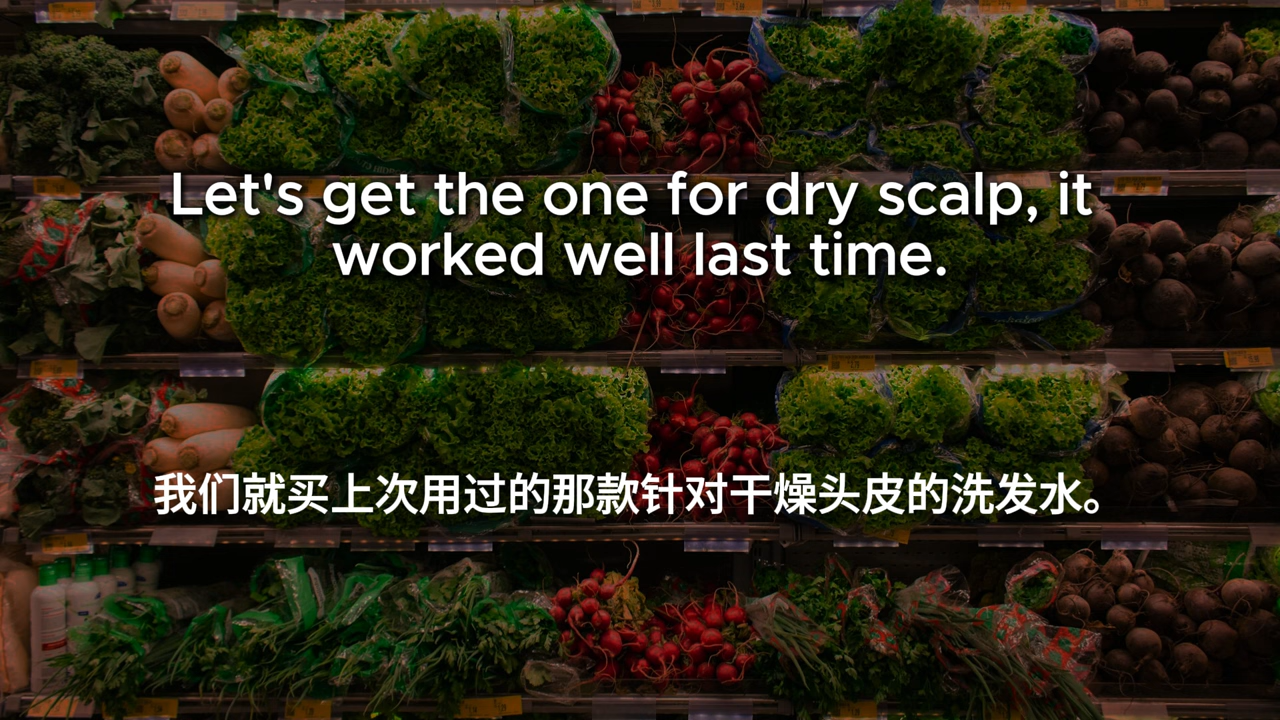 Let's get the one for dry scalp, it
worked well last time.
我们就买上次用过的那款针对干燥头皮的洗发水。